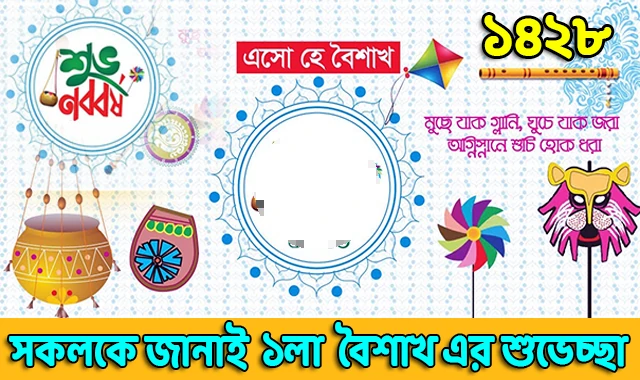 শুভ
নববর্ষ
এসো হে বৈশাখ
১৪২৮
মুছে যাক গ্লানি, ঘুচে যাক জরা
অগ্নিস্নানে শুচি হোক ধরা
সকলকে জানাই ১লা বৈশাখ এর শুভেচ্ছা